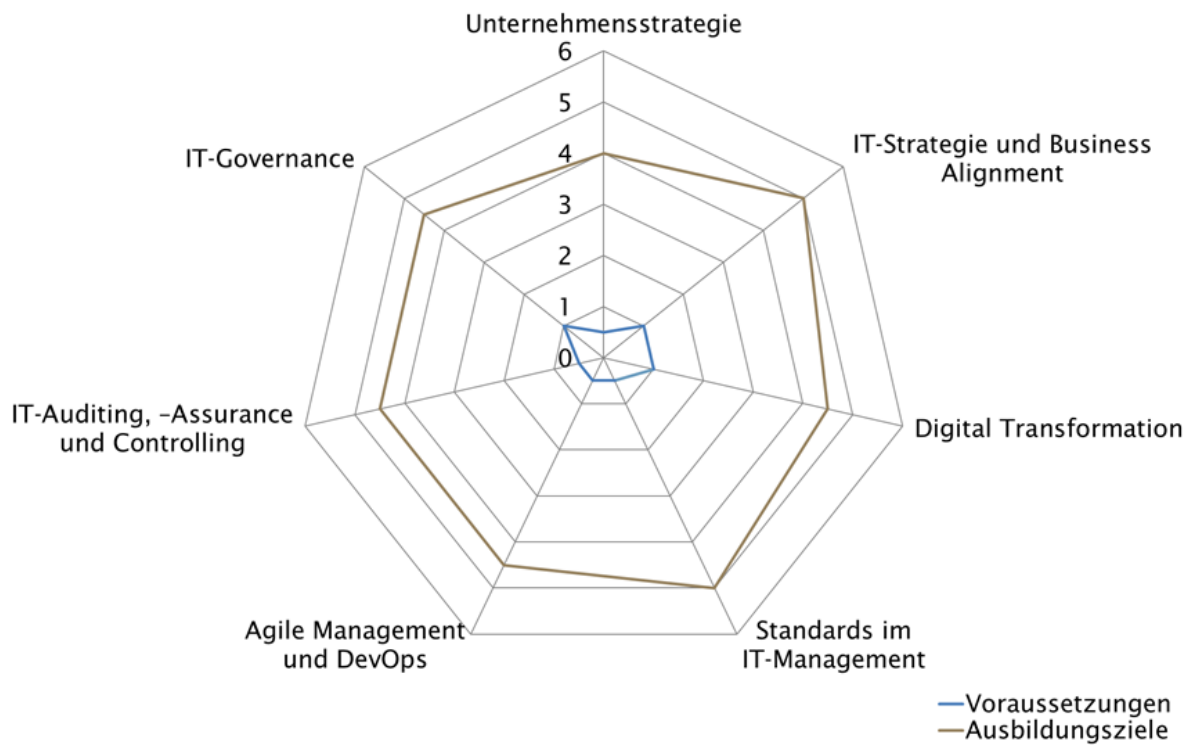 Unternehmensstrategie
6
5
4
3
2
1
0
IT-Strategie und Business
Alignment
Digital Transformation
Standards im
IT-Management
Agile Management
und DevOps
IT-Auditing, –Assurance
und Controlling
IT-Governance
Voraussetzungen
Ausbildungsziele